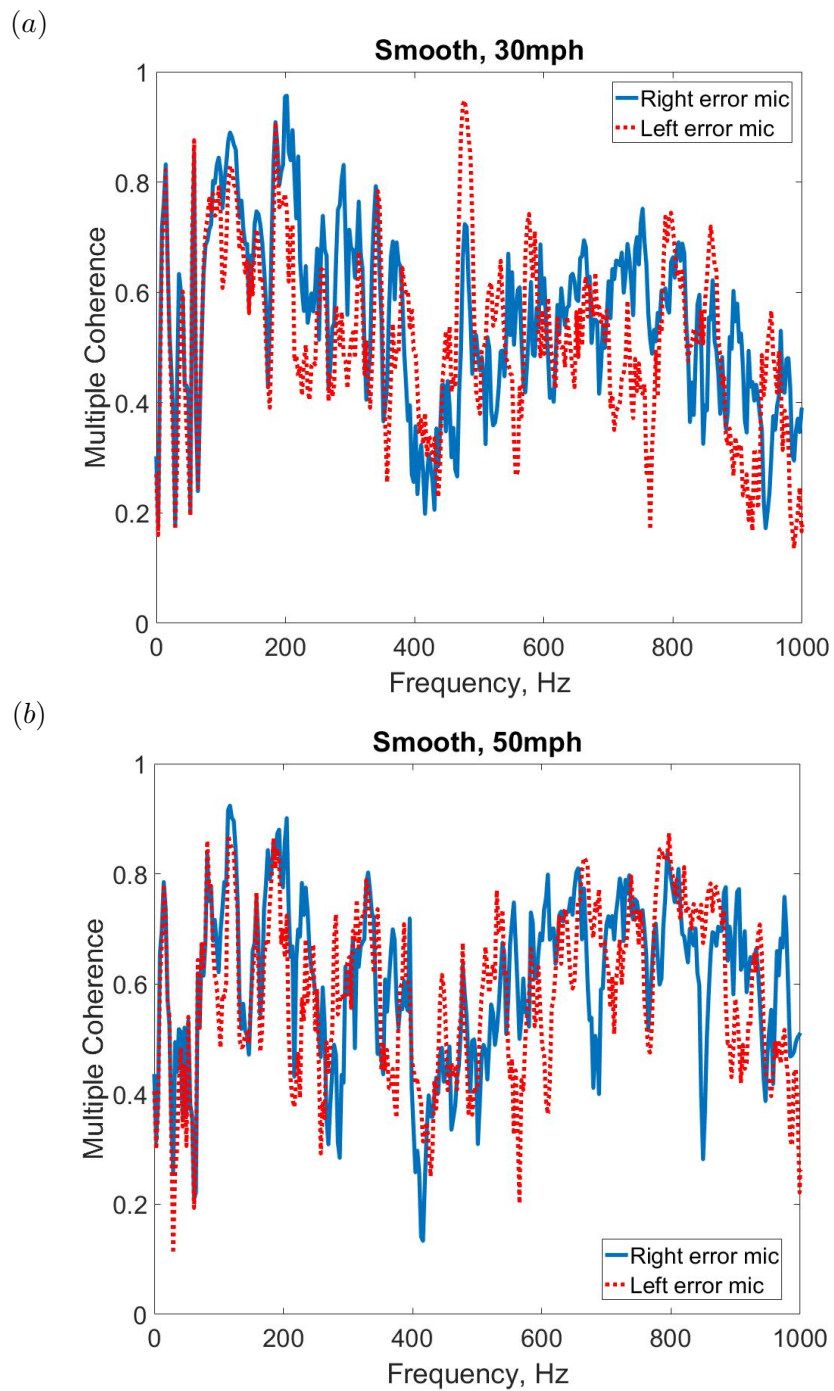 (a)
Smooth, 30mph
Right error mic
Left error mic
Multiple Coherence
1
0.8
0.6
0.4
0.2
0
0 200 400 600 800 1000
Frequency, Hz
(b)
Smooth, 50mph
Multiple Coherence
1
0.8
0.6
0.4
0.2
0
Right error mic
Left error mic
0 200 400 600 800 1000
Frequency, Hz